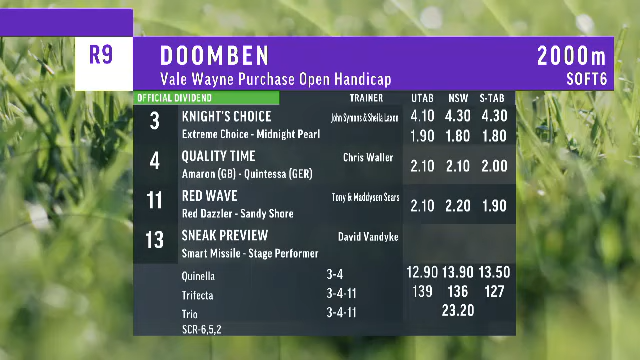 R9 DOOMBEN 2000m
Vale Wayne Purchase Open Handicap SOFT6
OFFICIAL DIVIDEND TRAINER UTAB NSW S-TAB
3 KNIGHT'S CHOICE John Symons & Sheila Laxon 4.10 4.30 4.30
Extreme Choice - Midnight Pearl 1.90 1.80 1.80
4 QUALITY TIME Chris Waller 2.10 2.10 2.00
Amaron (GB) - Quintessa (GER)
11 RED WAVE Tony & Maddysen Sears 2.10 2.20 1.90
Red Dazzler - Sandy Shore
13 SNEAK PREVIEW David Vandyke
Smart Missile - Stage Performer
Quinella 3-4 12.90 13.90 13.50
Trifecta 3-4-11 139 136 127
Trio 3-4-11 23.20
SCR-6,5,2